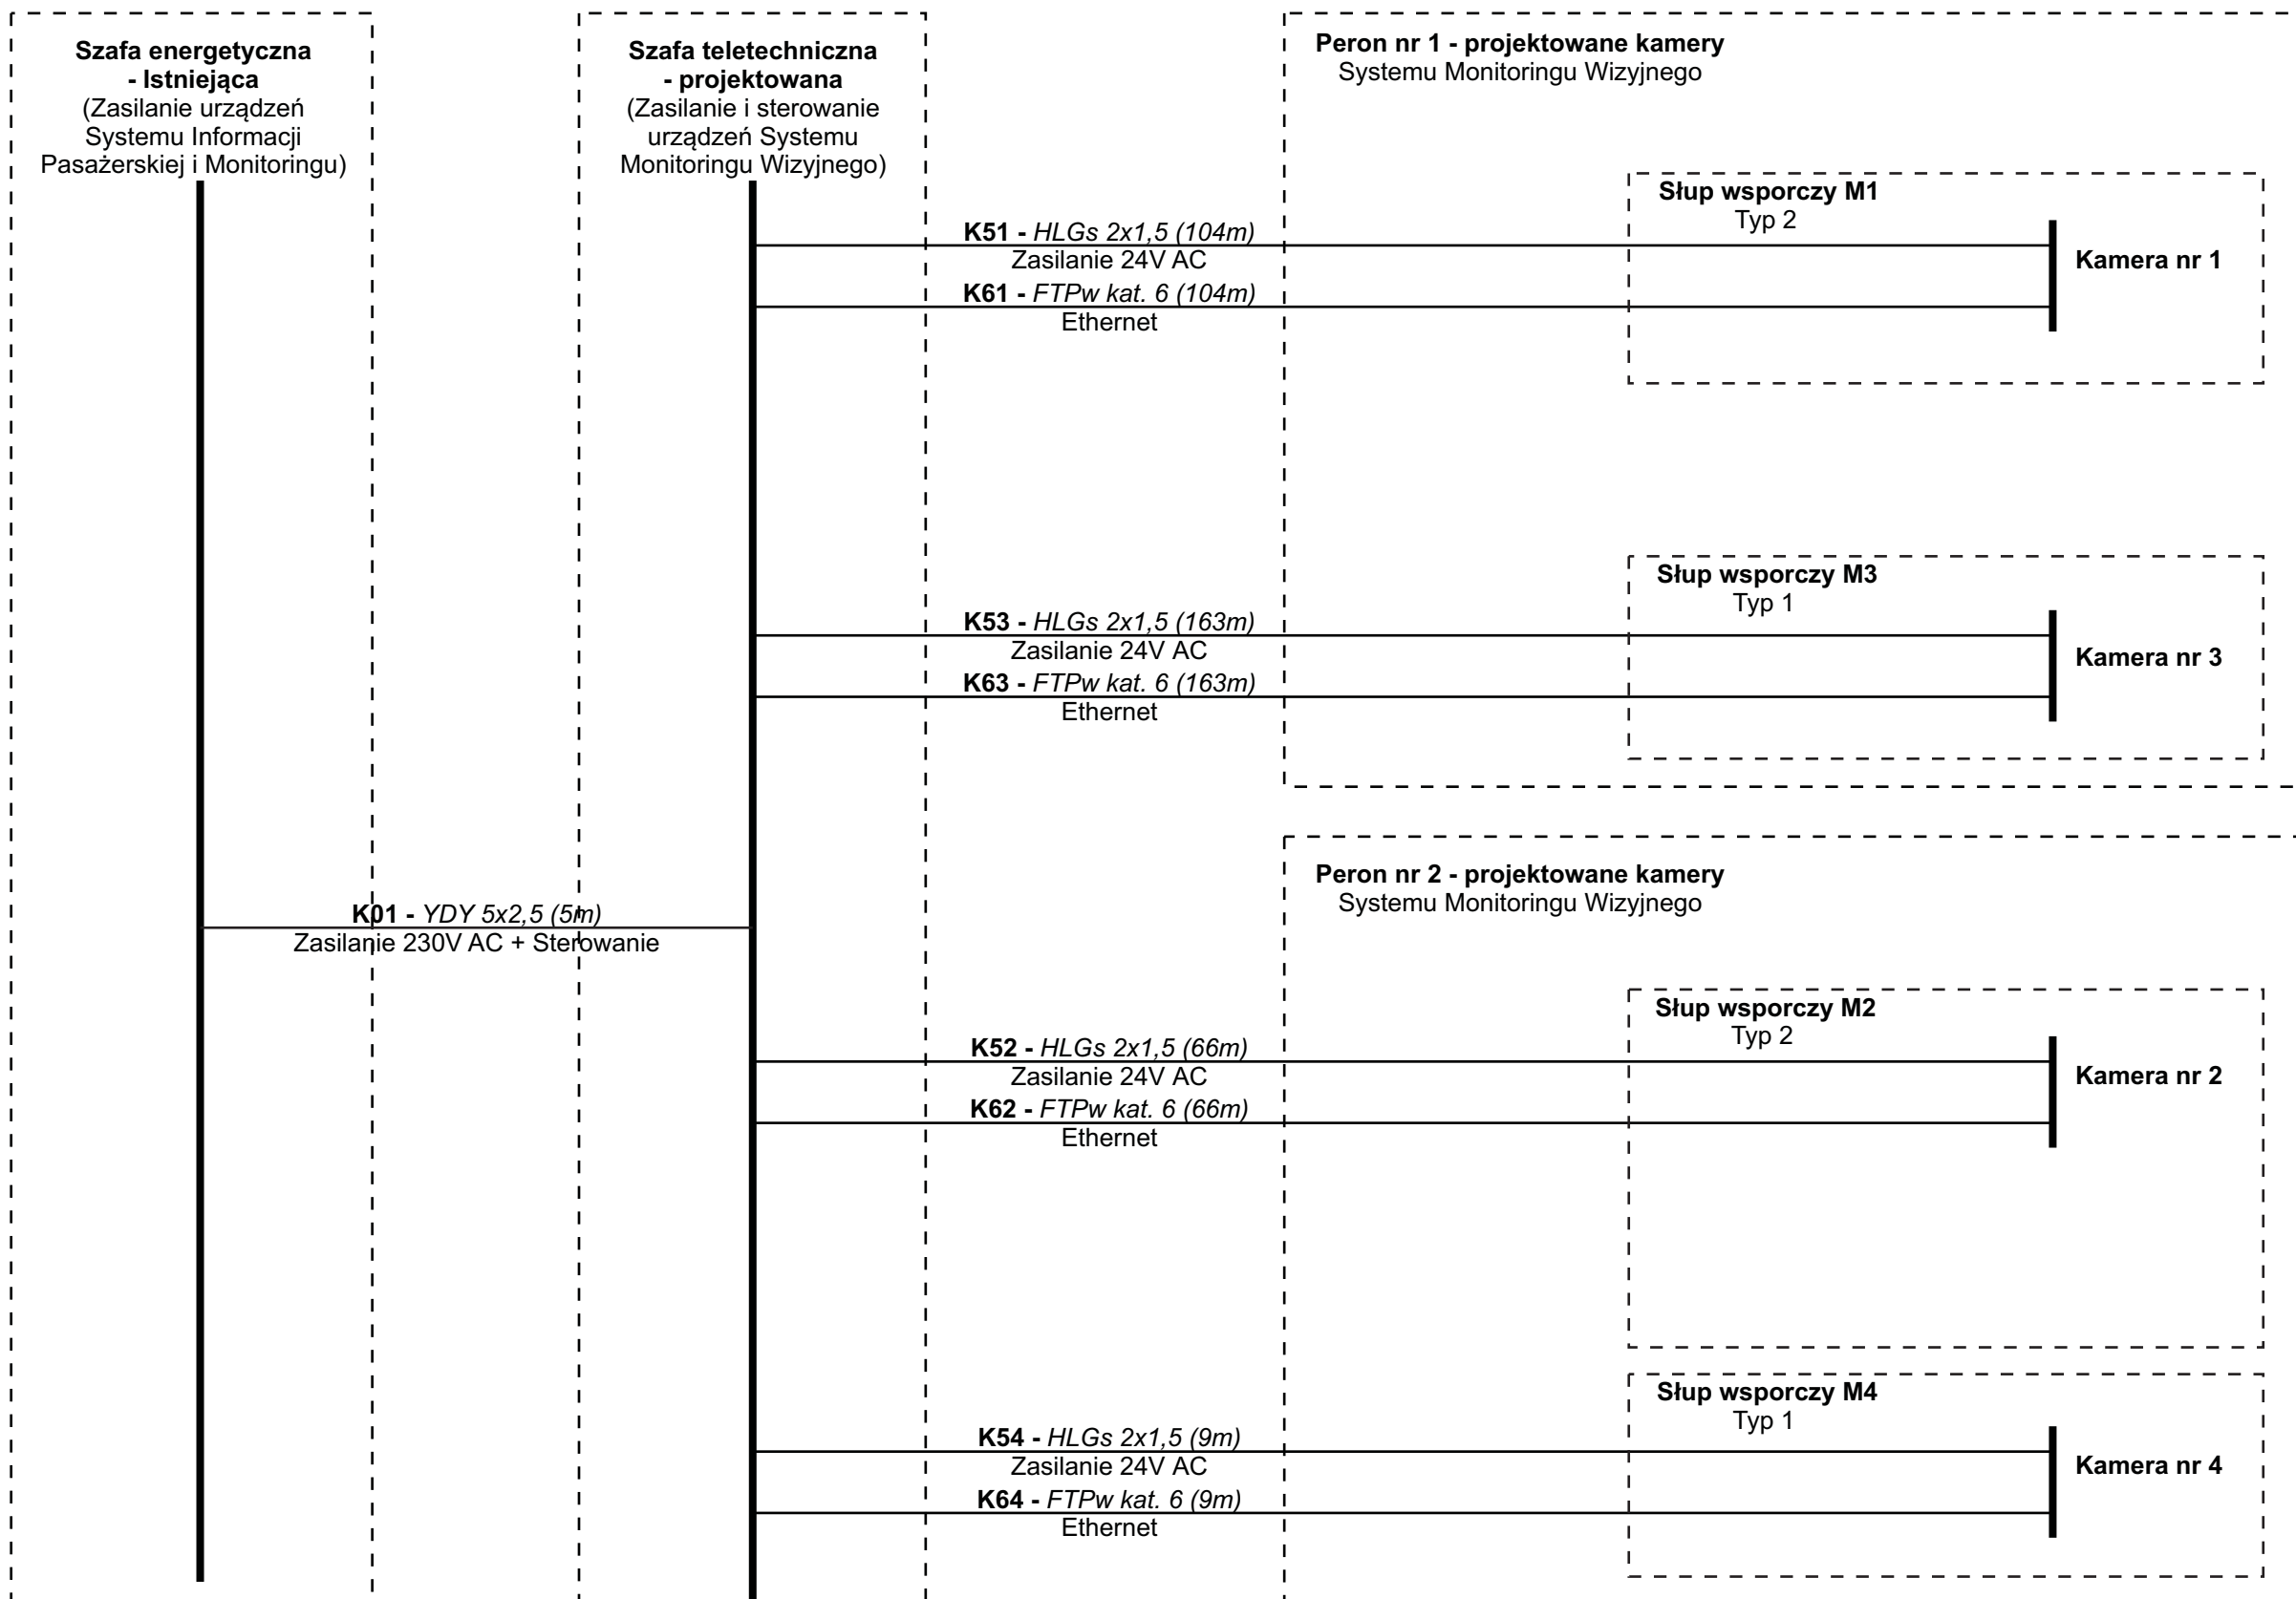 Szafa energetyczna
- Istniejąca
(Zasilanie urządzeń
Systemu Informacji
Pasażerskiej i Monitoringu)
Szafa teletechniczna
- projektowana
(Zasilanie i sterowanie
urządzeń Systemu
Monitoringu Wizyjnego)
Peron nr 1 - projektowane kamery
Systemu Monitoringu Wizyjnego
Słup wsporczy M1
Typ 2
K51 - HLGs 2x1,5 (104m)
Zasilanie 24V AC
Kamera nr 1
K61 - FTPw kat. 6 (104m)
Ethernet
Słup wsporczy M3
Typ 1
K53 - HLGs 2x1,5 (163m)
Zasilanie 24V AC
Kamera nr 3
K63 - FTPw kat. 6 (163m)
Ethernet
Peron nr 2 - projektowane kamery
Systemu Monitoringu Wizyjnego
K01 - YDY 5x2,5 (5m)
Zasilanie 230V AC + Sterowanie
Słup wsporczy M2
Typ 2
K52 - HLGs 2x1,5 (66m)
Zasilanie 24V AC
Kamera nr 2
K62 - FTPw kat. 6 (66m)
Ethernet
Słup wsporczy M4
Typ 1
K54 - HLGs 2x1,5 (9m)
Zasilanie 24V AC
Kamera nr 4
K64 - FTPw kat. 6 (9m)
Ethernet